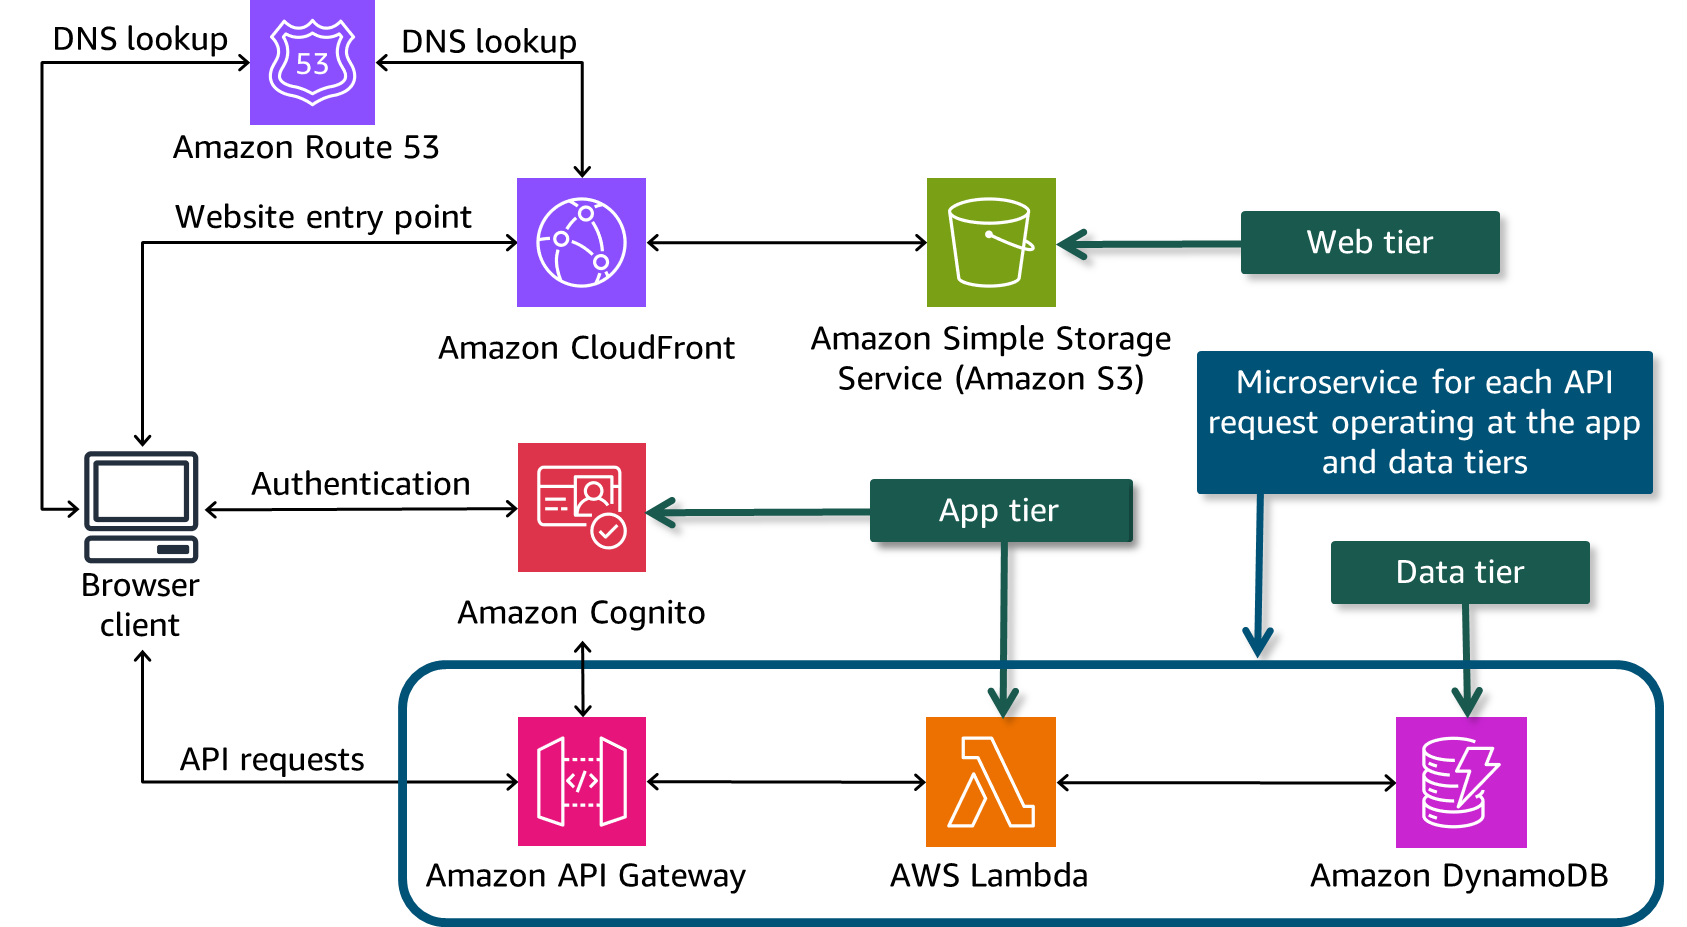 DNS lookup
DNS lookup
53
Amazon Route 53
Website entry point
Amazon CloudFront
Amazon Simple Storage
Service (Amazon S3)
Web tier
Microservice for each API
request operating at the app
and data tiers
Authentication
App tier
Data tier
Browser
client
Amazon Cognito
API requests
</>
Amazon API Gateway
AWS Lambda
Amazon DynamoDB